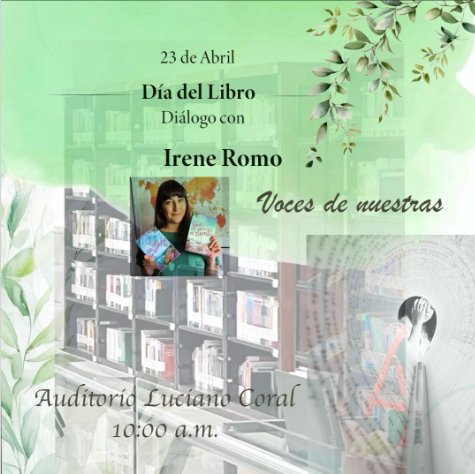 23 de Abril
Día del Libro
Diálogo con
Irene Romo
Voces de nuestras
Auditorio Luciano Coral
10:00 a.m.